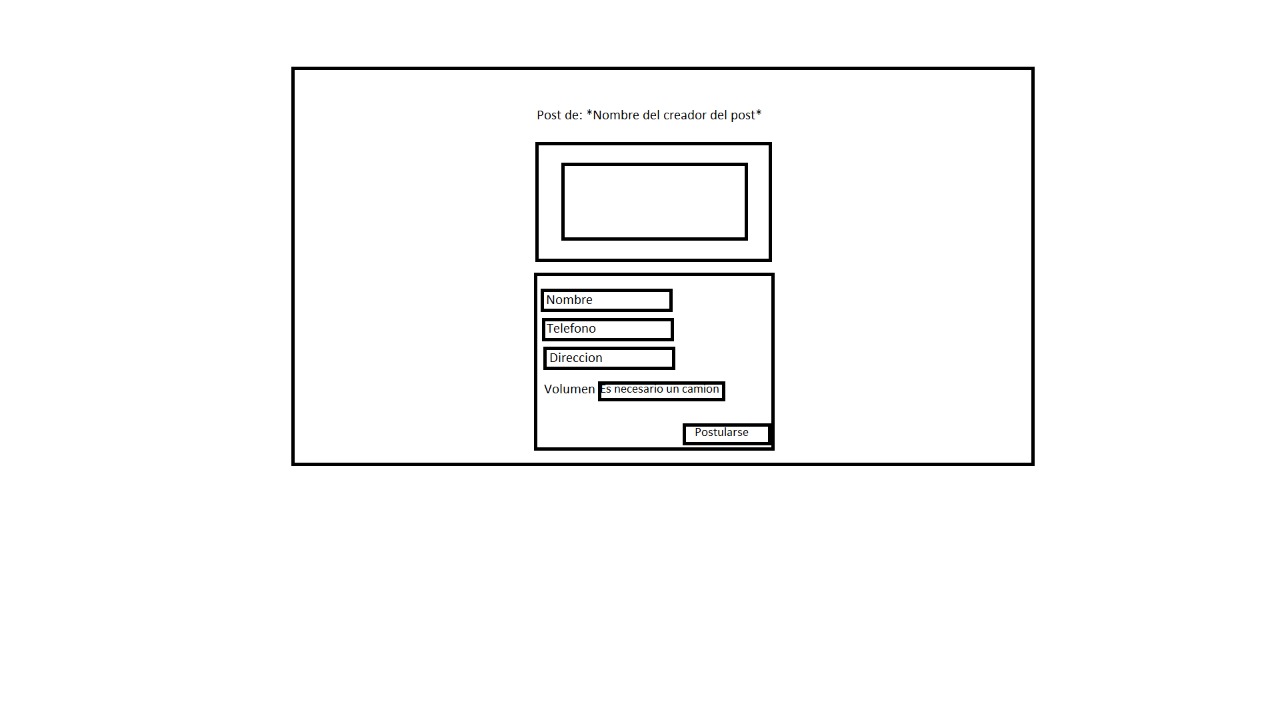 Post de: *Nombre del creador del post*
Nombre
Telefono
Direccion
Volumen Es necesario un camion
Postularse